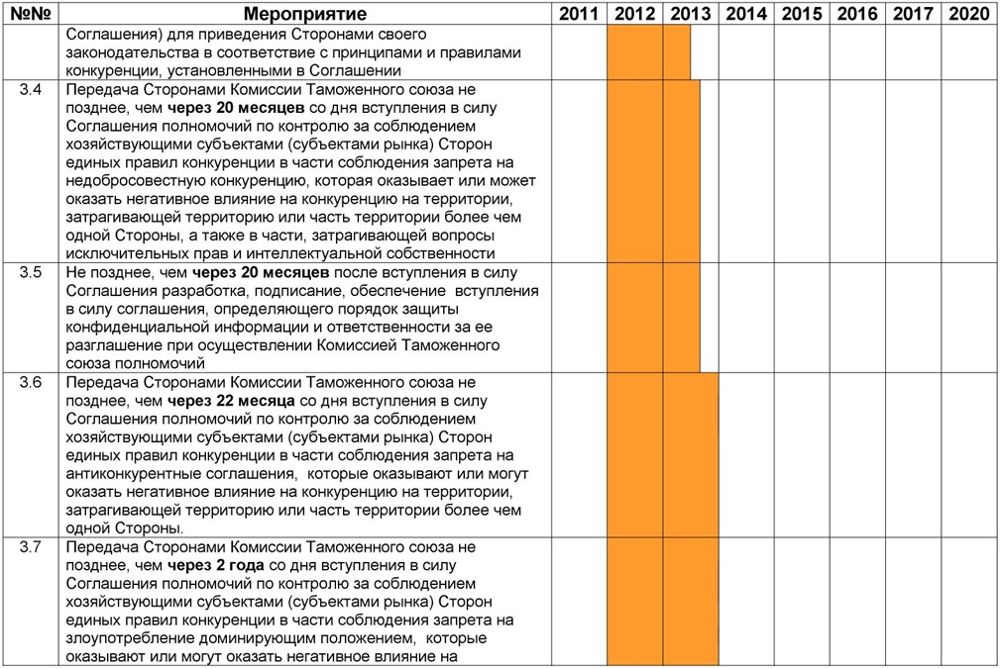 №№ Мероприятие 2011 2012 2013 2014 2015 2016 2017 2020
Соглашения) для приведения Сторонами своего
законодательства в соответствие с принципами и правилами
конкуренции, установленными в Соглашении
3.4 Передача Сторонами Комиссии Таможенного союза не
позднее, чем через 20 месяцев со дня вступления в силу
Соглашения полномочий по контролю за соблюдением
хозяйствующими субъектами (субъектами рынка) Сторон
единых правил конкуренции в части соблюдения запрета на
недобросовестную конкуренцию, которая оказывает или может
оказать негативное влияние на конкуренцию на территории,
затрагивающей территорию или часть территории более чем
одной Стороны, а также в части, затрагивающей вопросы
исключительных прав и интеллектуальной собственности
3.5 Не позднее, чем через 20 месяцев после вступления в силу
Соглашения разработка, подписание, обеспечение вступления
в силу соглашения, определяющего порядок защиты
конфиденциальной информации и ответственности за ее
разглашение при осуществлении Комиссией Таможенного
союза полномочий
3.6 Передача Сторонами Комиссии Таможенного союза не
позднее, чем через 22 месяца со дня вступления в силу
Соглашения полномочий по контролю за соблюдением
хозяйствующими субъектами (субъектами рынка) Сторон
единых правил конкуренции в части соблюдения запрета на
антиконкурентные соглашения, которые оказывают или могут
оказать негативное влияние на конкуренцию на территории,
затрагивающей территорию или часть территории более чем
одной Стороны.
3.7 Передача Сторонами Комиссии Таможенного союза не
позднее, чем через 2 года со дня вступления в силу
Соглашения полномочий по контролю за соблюдением
хозяйствующими субъектами (субъектами рынка) Сторон
единых правил конкуренции в части соблюдения запрета на
злоупотребление доминирующим положением, которые
оказывают или могут оказать негативное влияние на